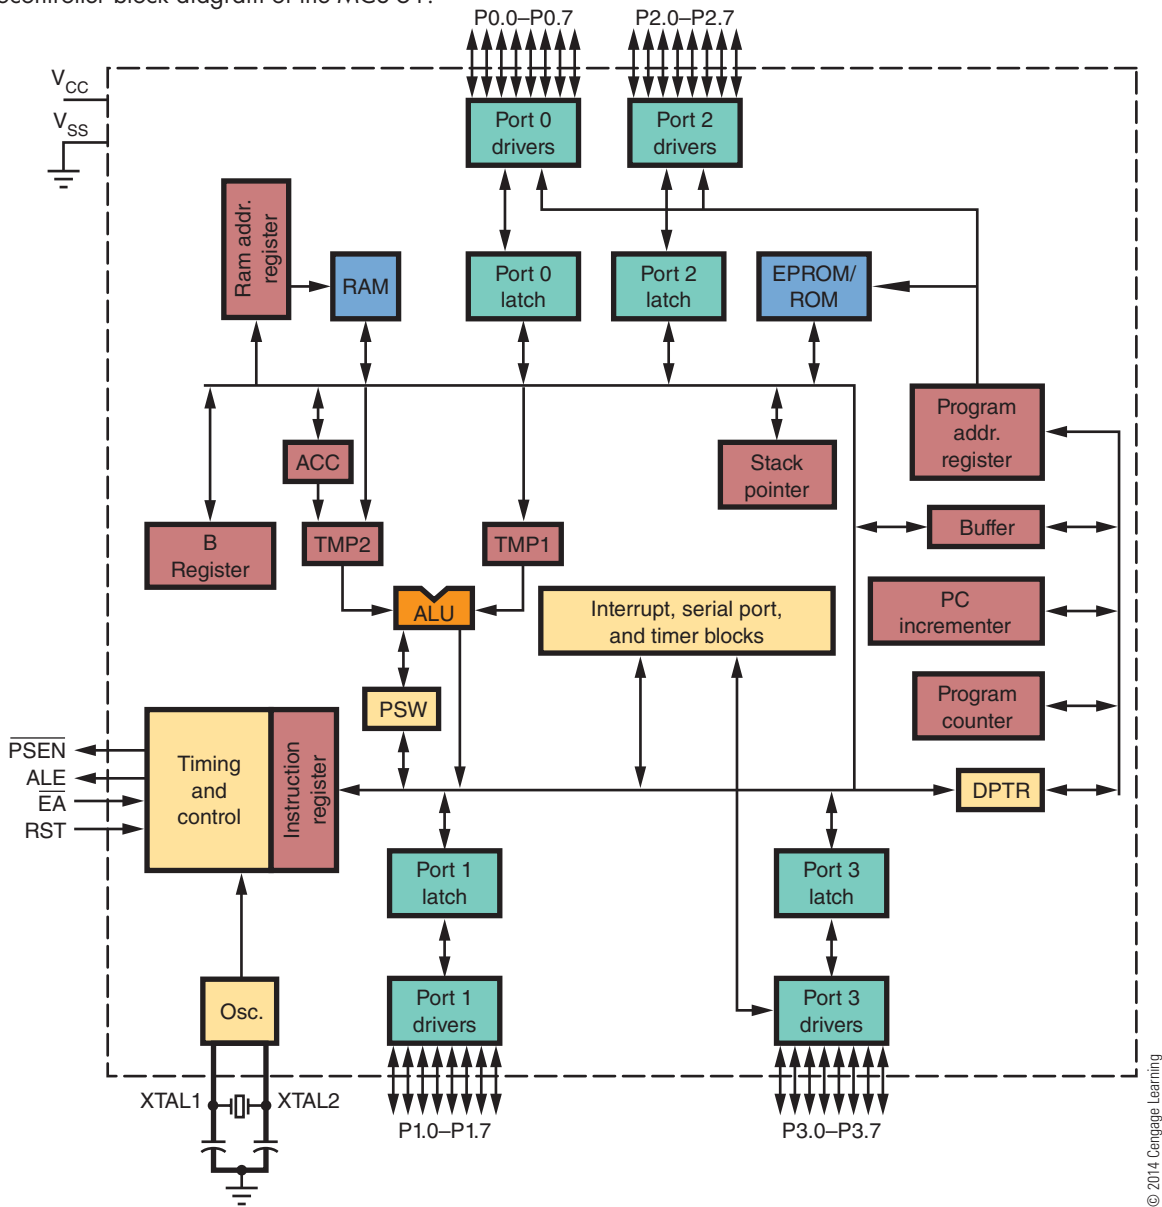 ocontroller block diagram of the MCS-51.
P0.0–P0.7
P2.0–P2.7
VCC
VSS
Port 0
drivers
Port 2
drivers
Ram addr.
register
RAM
Port 0
latch
Port 2
latch
EPROM/
ROM
Program
addr.
register
ACC
Stack
pointer
B
Register
TMP2
TMP1
Buffer
ALU
Interrupt, serial port,
and timer blocks
PC
incrementer
PSW
Program
counter
PSEN
ALE
EA
RST
Timing
and
control
Instruction
register
DPTR
Port 1
latch
Port 3
latch
Osc.
Port 1
drivers
Port 3
drivers
XTAL1
XTAL2
P1.0–P1.7
P3.0–P3.7
© 2014 Cengage Learning